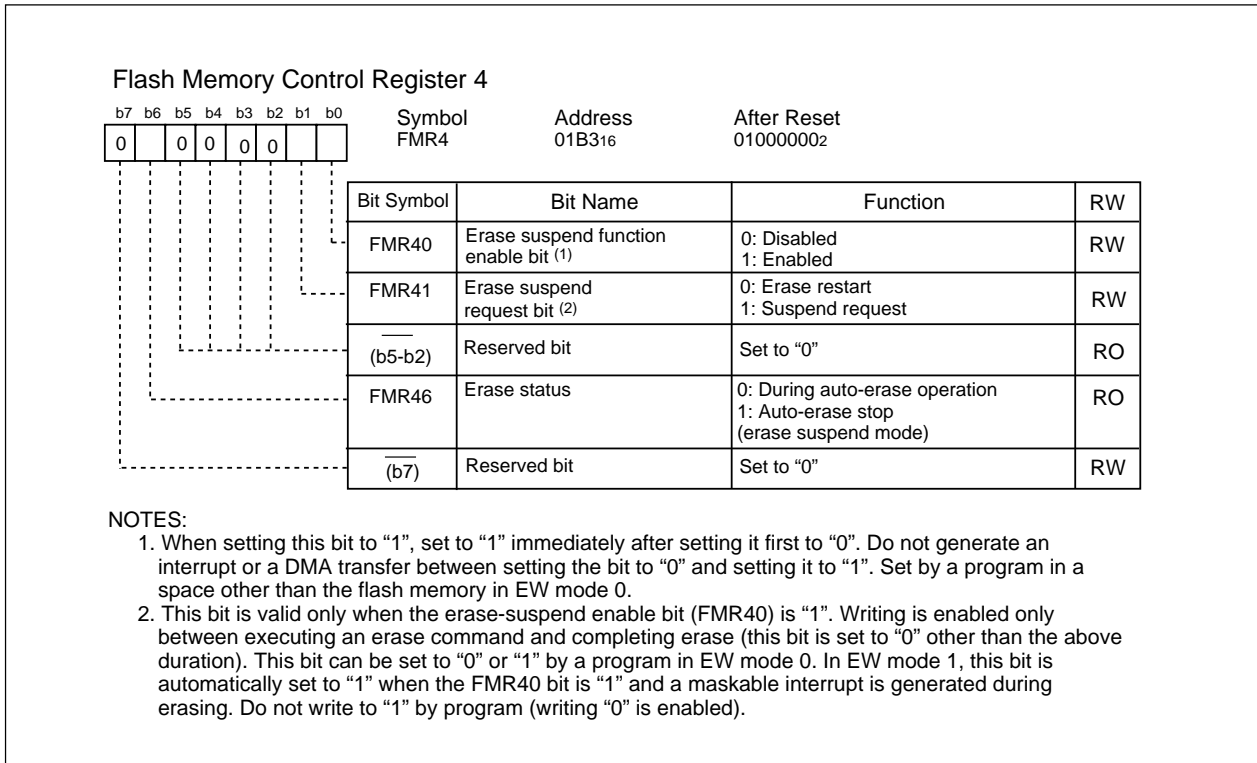 Flash Memory Control Register 4
b7 b6 b5 b4 b3 b2 b1 b0
0 0 0 0 0
Symbol Address After Reset
FMR4 01B316 010000002
Bit Symbol Bit Name Function RW
FMR40 Erase suspend function enable bit (1) 0: Disabled 1: Enabled RW
FMR41 Erase suspend request bit (2) 0: Erase restart 1: Suspend request RW
(b5-b2) Reserved bit Set to “0” RO
FMR46 Erase status 0: During auto-erase operation 1: Auto-erase stop (erase suspend mode) RO
(b7) Reserved bit Set to “0” RW
NOTES:
1. When setting this bit to “1”, set to “1” immediately after setting it first to “0”. Do not generate an
interrupt or a DMA transfer between setting the bit to “0” and setting it to “1”. Set by a program in a
space other than the flash memory in EW mode 0.
2. This bit is valid only when the erase-suspend enable bit (FMR40) is “1”. Writing is enabled only
between executing an erase command and completing erase (this bit is set to “0” other than the above
duration). This bit can be set to “0” or “1” by a program in EW mode 0. In EW mode 1, this bit is
automatically set to “1” when the FMR40 bit is “1” and a maskable interrupt is generated during
erasing. Do not write to “1” by program (writing “0” is enabled).